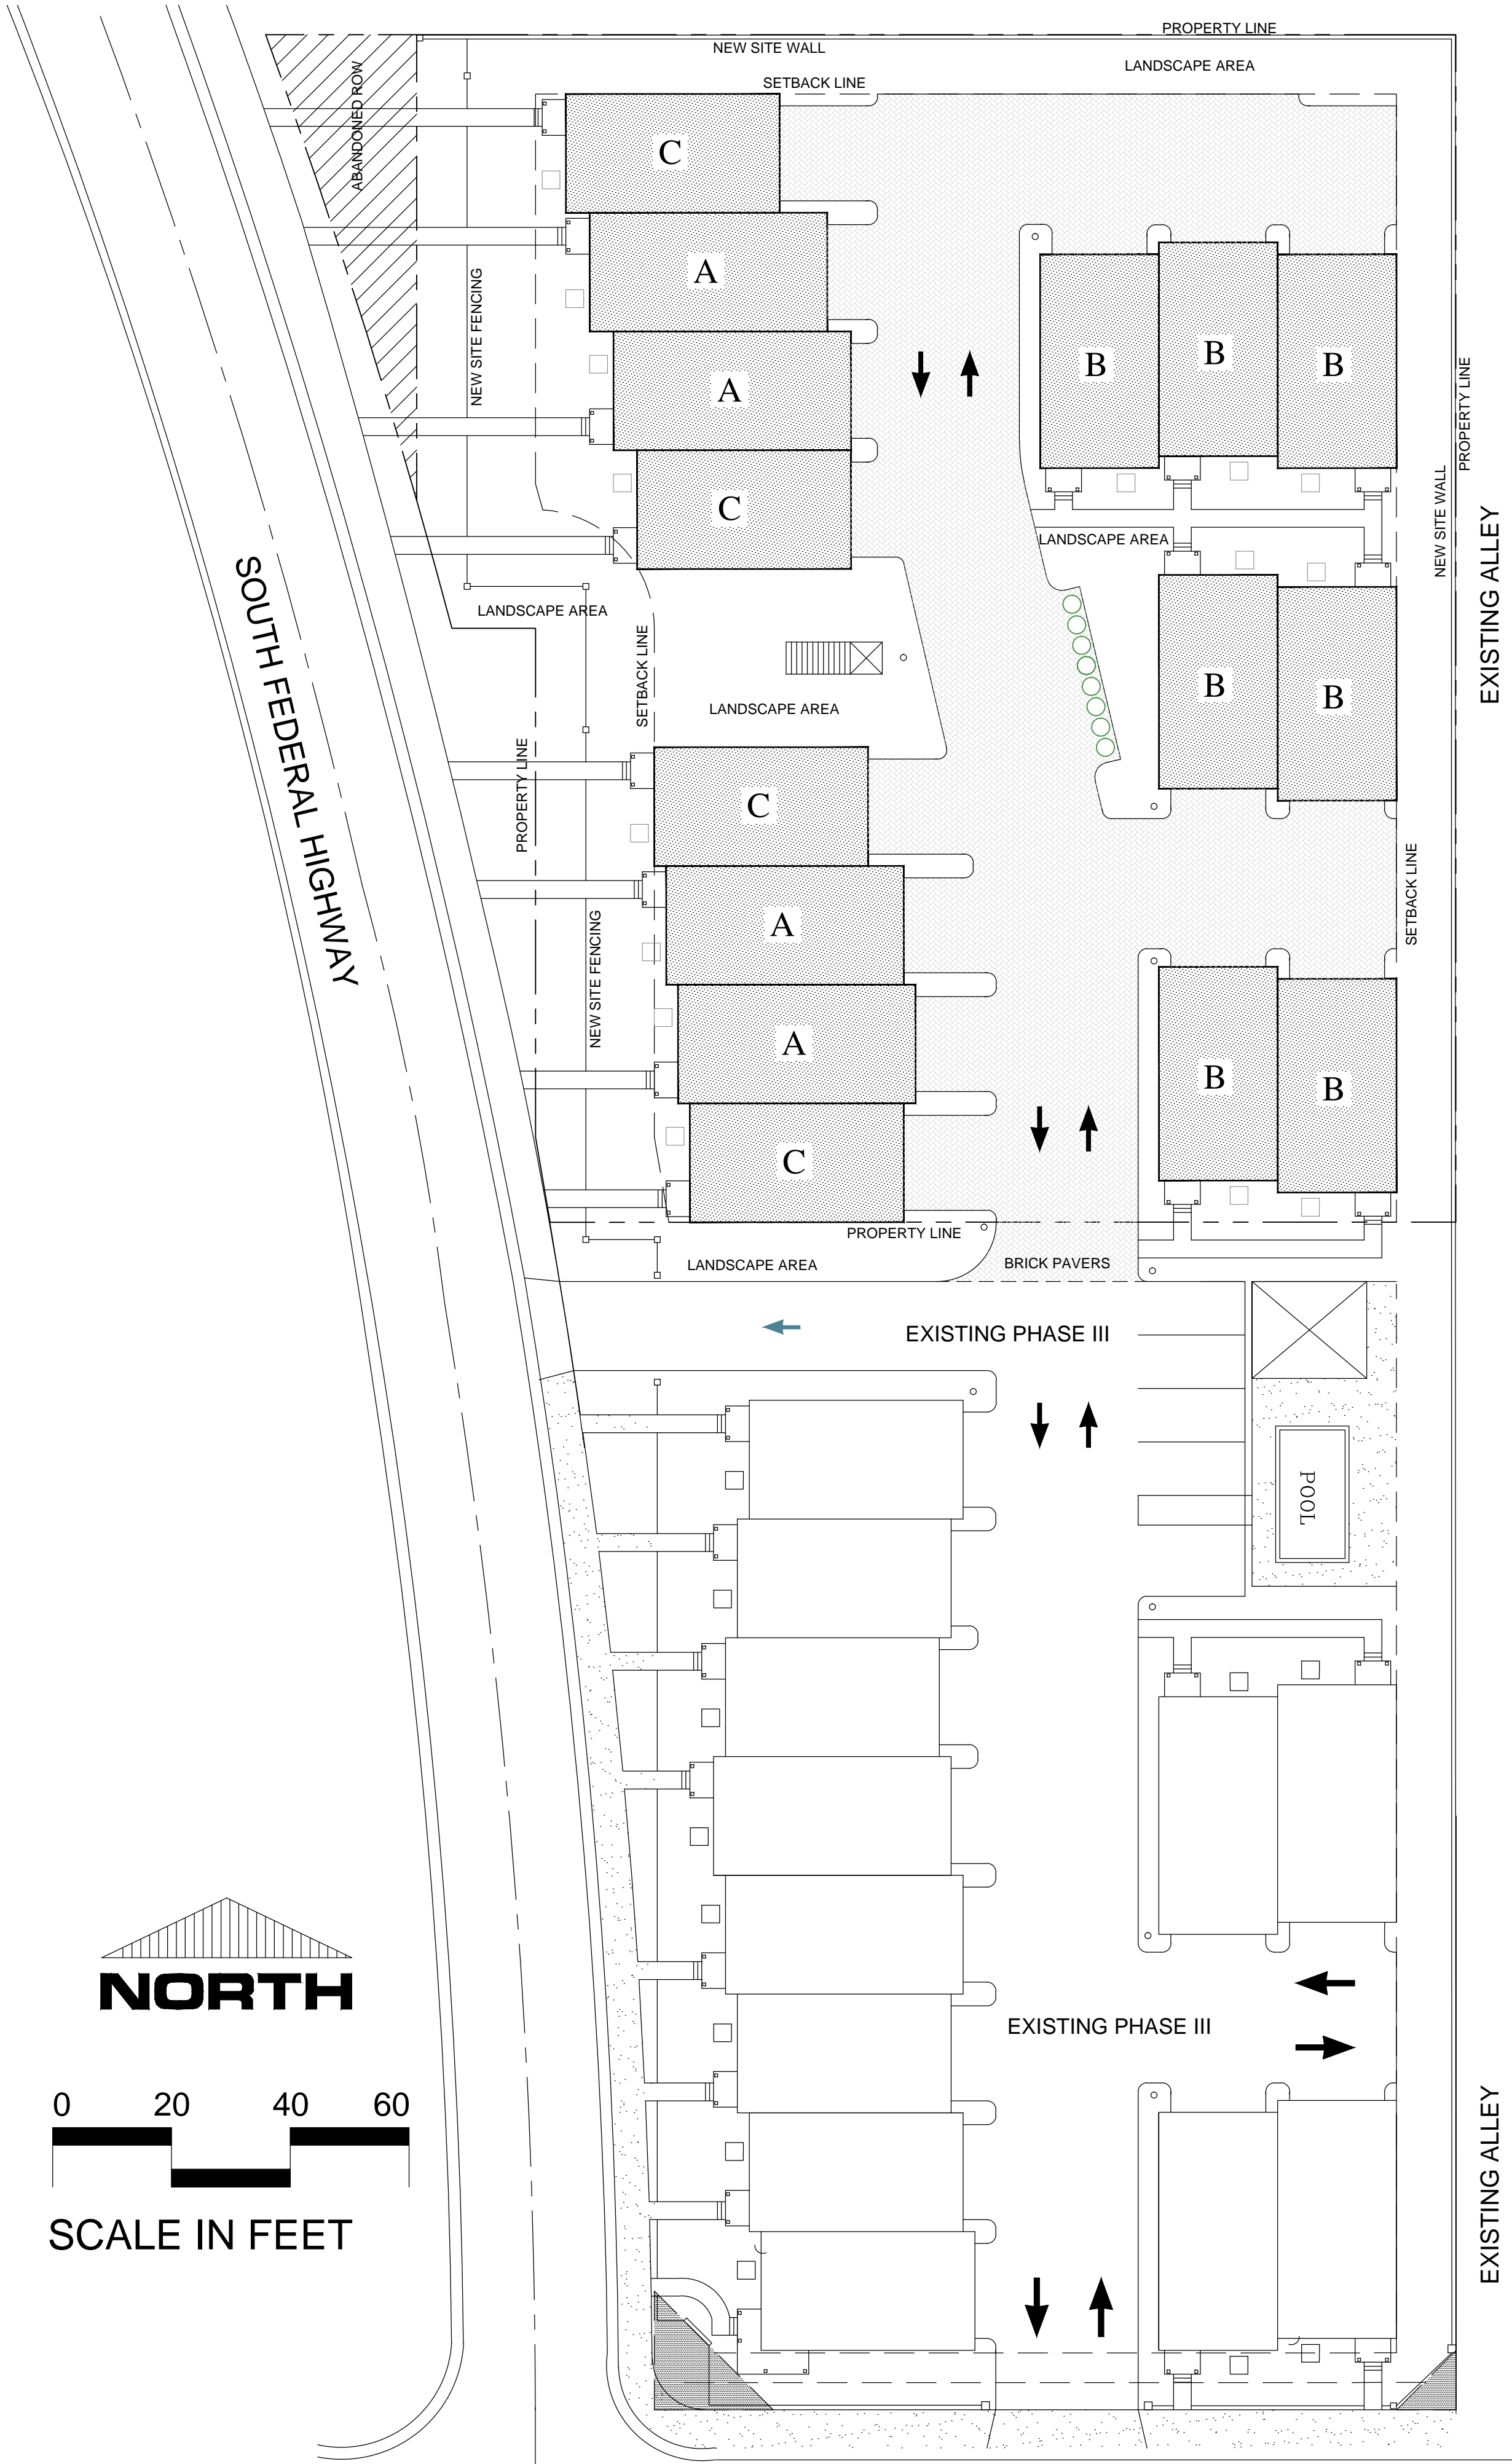 PROPERTY LINE
NEW SITE WALL
LANDSCAPE AREA
SETBACK LINE
ABANDONED ROW
C
A
NEW SITE FENCING
B
B
B
A
PROPERTY LINE
C
NEW SITE WALL
LANDSCAPE AREA
EXISTING ALLEY
LANDSCAPE AREA
SOUTH FEDERAL HIGHWAY
SETBACK LINE
B
B
LANDSCAPE AREA
PROPERTY LINE
C
SETBACK LINE
A
NEW SITE FENCING
A
B
B
C
PROPERTY LINE
LANDSCAPE AREA
BRICK PAVERS
EXISTING PHASE III
POOL
NORTH
EXISTING PHASE III
0 20 40 60
SCALE IN FEET
EXISTING ALLEY